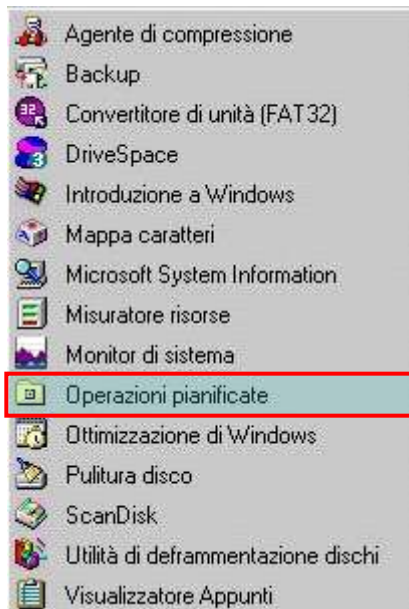 Agente di compressione
Backup
Convertitore di unità (FAT32)
DriveSpace
Introduzione a Windows
Mappa caratteri
Microsoft System Information
Misuratore risorse
Monitor di sistema
Operazioni pianificate
Ottimizzazione di Windows
Pulitura disco
ScanDisk
Utilità di deframmentazione dischi
Visualizzatore Appunti